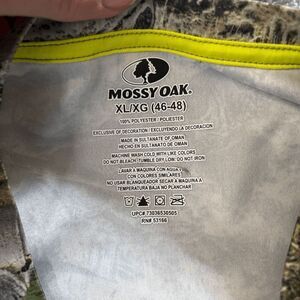 MOSSY OAK.
XL/XG (46-48)
100% POLYESTER / POLIESTER
EXCLUSIVE OF DECORATION / EXCLUYENDO LA DECORACION
MADE IN SULTANATE OF OMAN
HECHO EN SULTANATO DE OMAN
MACHINE WASH COLD WITH LIKE COLORS
DO NOT BLEACH/TUMBLE DRY LOW/ DO NOT IRON
LAVAR A MAQUINA CON AGUA
CON COLORES SIMILARES
NO USAR BLANQUEADOR SECAR A MAQUINA A
TEMPERATURA BAJA NO PLANCHAR
UPC# 73036530505
RN# 53166